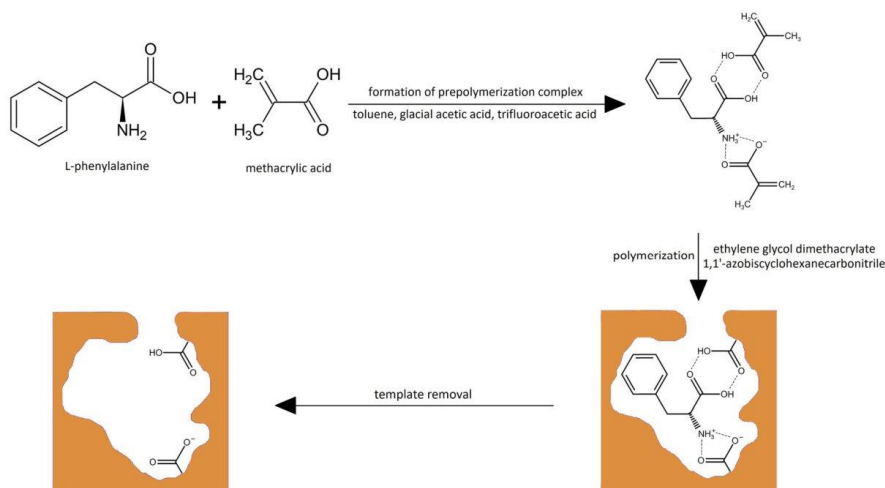 O
OH
NH2
L-phenylalanine
+
H2C
OH
H3C
O
methacrylic acid
formation of prepolymerization complex
toluene, glacial acetic acid, trifluoroacetic acid
H2C
CH3
HO
O
O
OH
NH3+
O-
O
CH2
H3C
polymerization
ethylene glycol dimethacrylate
1,1'-azobiscyclohexanecarbonitrile
HO
O
O
OH
NH3+
O-
O
template removal
HO
O
O-
O